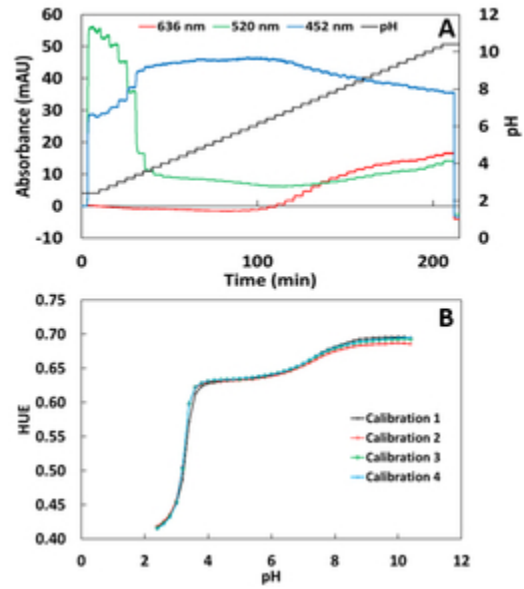 636 nm 520 nm 452 nm pH
A
60
50
40
30
20
10
0
-10
Absorbance (mAU)
12
10
8
6
4
2
0
pH
0 100 200
Time (min)
B
0.75
0.70
0.65
0.60
0.55
0.50
0.45
0.40
HUE
Calibration 1
Calibration 2
Calibration 3
Calibration 4
0 2 4 6 8 10 12
pH